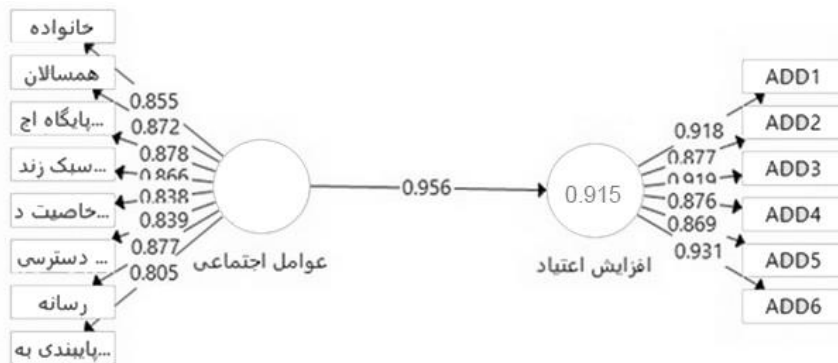 خانواده
همسالان
پایگاه اج...
سبک زند...
خاصیت د...
دسترسی ...
رسانه
پایبندی به...
0.855
0.872
0.878
0.866
0.838
0.839
0.877
0.805
عوامل اجتماعی
0.956
0.915
افزایش اعتیاد
0.918
0.877
0.919
0.876
0.869
0.931
ADD1
ADD2
ADD3
ADD4
ADD5
ADD6